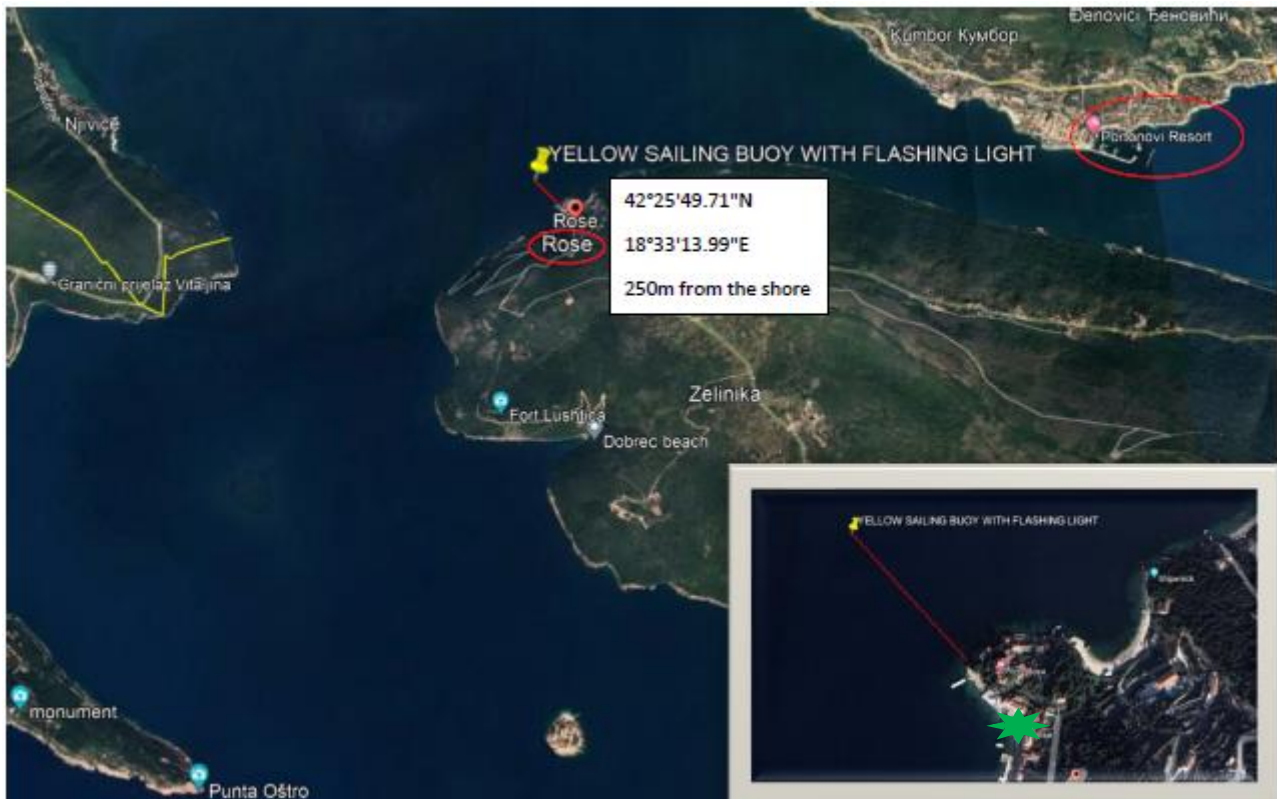 Đenovići Ђеновићи
Kumbor Кумбор
Njivice
Portonovi Resort
YELLOW SAILING BUOY WITH FLASHING LIGHT
42°25'49.71"N
18°33'13.99"E
250m from the shore
Rose
Rose
Granični prijelaz Vitaljina
Zelinika
Fort Lushtica
Dobrec beach
YELLOW SAILING BUOY WITH FLASHING LIGHT
monument
Punta Oštro